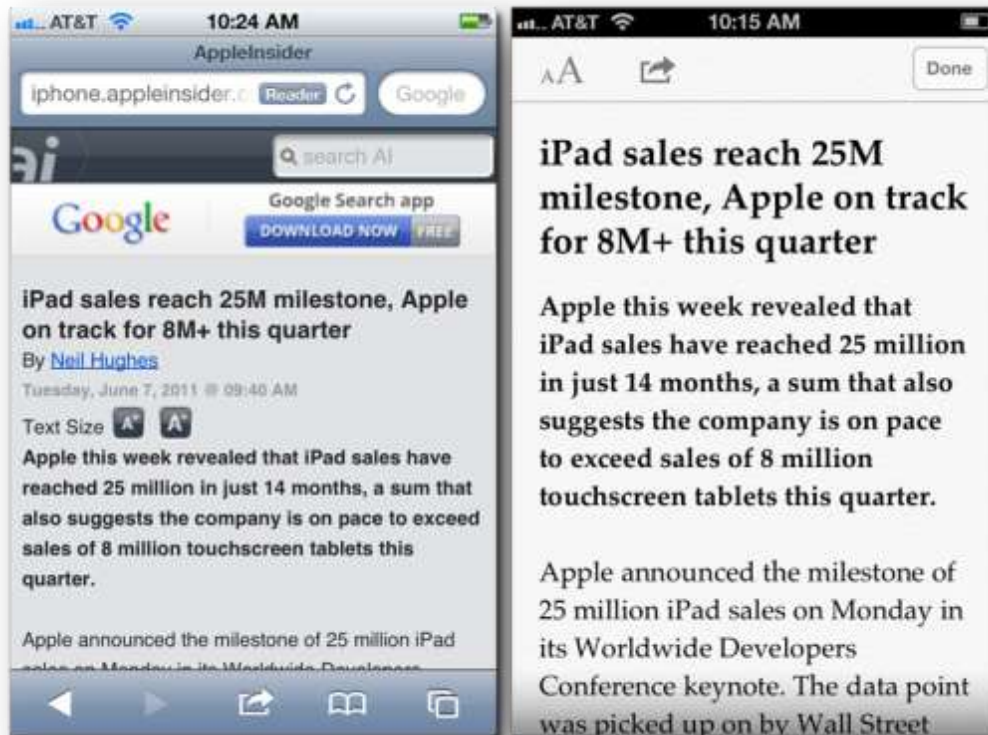 AT&T 10:24 AM
AppleInsider
iphone.appleinsider.c Reader Google
ai search AI
Google Google Search app
DOWNLOAD NOW FREE
iPad sales reach 25M milestone, Apple
on track for 8M+ this quarter
By Neil Hughes
Tuesday, June 7, 2011 @ 09:40 AM
Text Size A A
Apple this week revealed that iPad sales have
reached 25 million in just 14 months, a sum that
also suggests the company is on pace to exceed
sales of 8 million touchscreen tablets this
quarter.
Apple announced the milestone of 25 million iPad
sales on Monday in its Worldwide Developers
AT&T 10:15 AM
AA Done
iPad sales reach 25M
milestone, Apple on track
for 8M+ this quarter
Apple this week revealed that
iPad sales have reached 25 million
in just 14 months, a sum that also
suggests the company is on pace
to exceed sales of 8 million
touchscreen tablets this quarter.
Apple announced the milestone of
25 million iPad sales on Monday in
its Worldwide Developers
Conference keynote. The data point
was picked up on by Wall Street